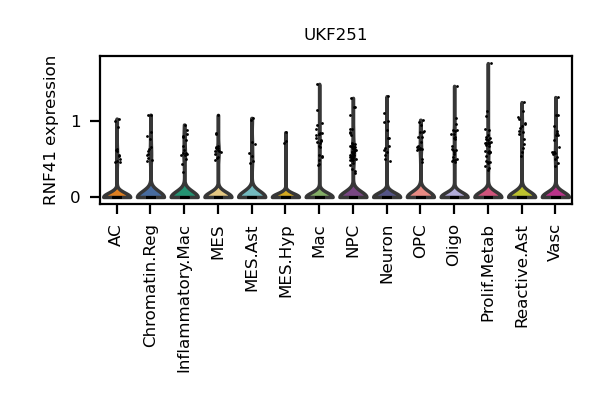 UKF251
RNF41 expression
1
0
AC
Chromatin.Reg
Inflammatory.Mac
MES
MES.Ast
MES.Hyp
Mac
NPC
Neuron
OPC
Oligo
Prolif.Metab
Reactive.Ast
Vasc